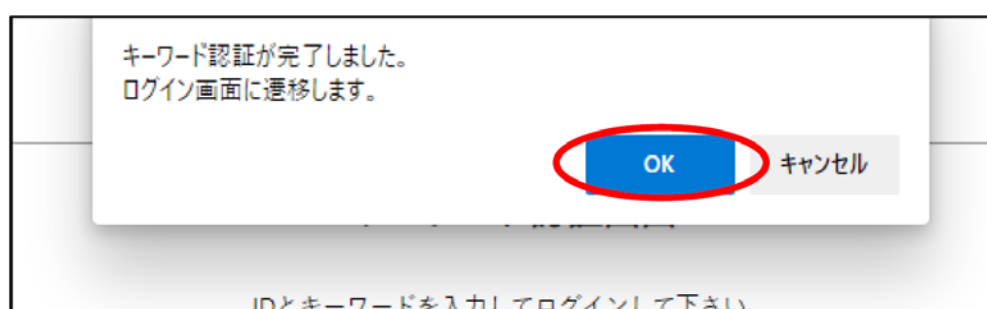 キーワード認証が完了しました。
ログイン画面に遷移します。
OK
キャンセル
IDとキーワードを入力してログインして下さい